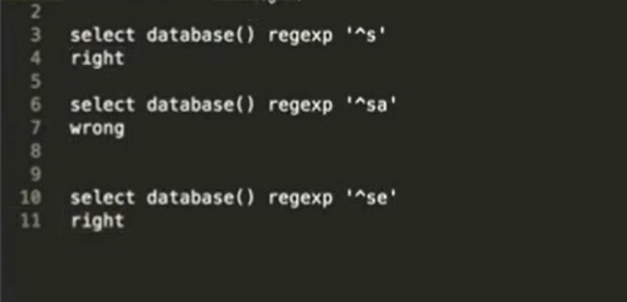 2
3 select database() regexp '^s'
4 right
5
6 select database() regexp '^sa'
7 wrong
8
9
10 select database() regexp '^se'
11 right